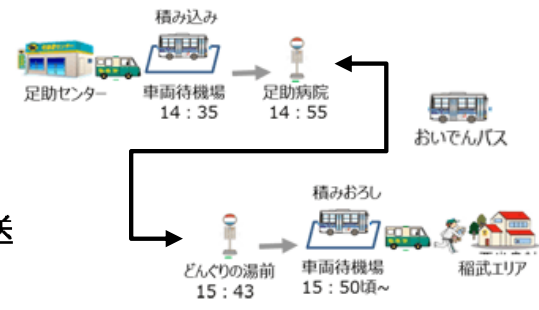 積み込み
足助センター
車両待機場
14：35
足助病院
14：55
おいでんバス
送
積みおろし
どんぐりの湯前
15：43
車両待機場
15：50頃~
稲武エリア